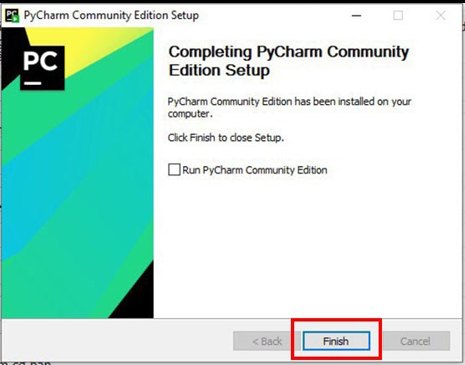 PyCharm Community Edition Setup
PC
Completing PyCharm Community
Edition Setup
PyCharm Community Edition has been installed on your
computer.
Click Finish to close Setup.
Run PyCharm Community Edition
< Back
Finish
Cancel